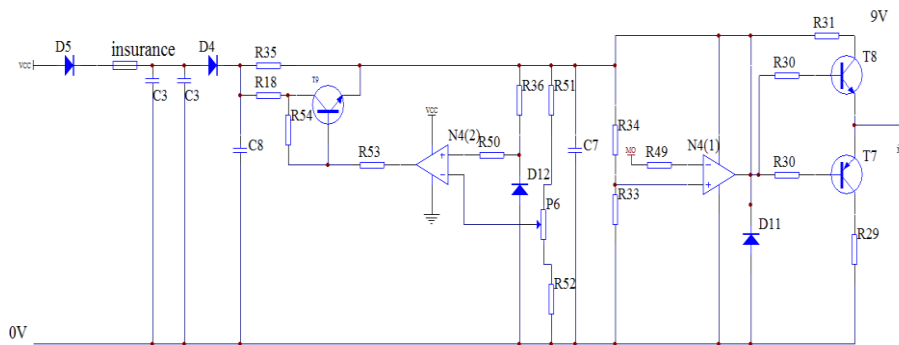 9V
D5
insurance
D4
R35
R31
VCC
R18
T9
R36
R51
R30
T8
C3
C3
R54
VCC
R34
N4(2)
N4(1)
C8
R53
R50
C7
MO
R49
R30
T7
D12
P6
R33
D11
R29
R52
0V